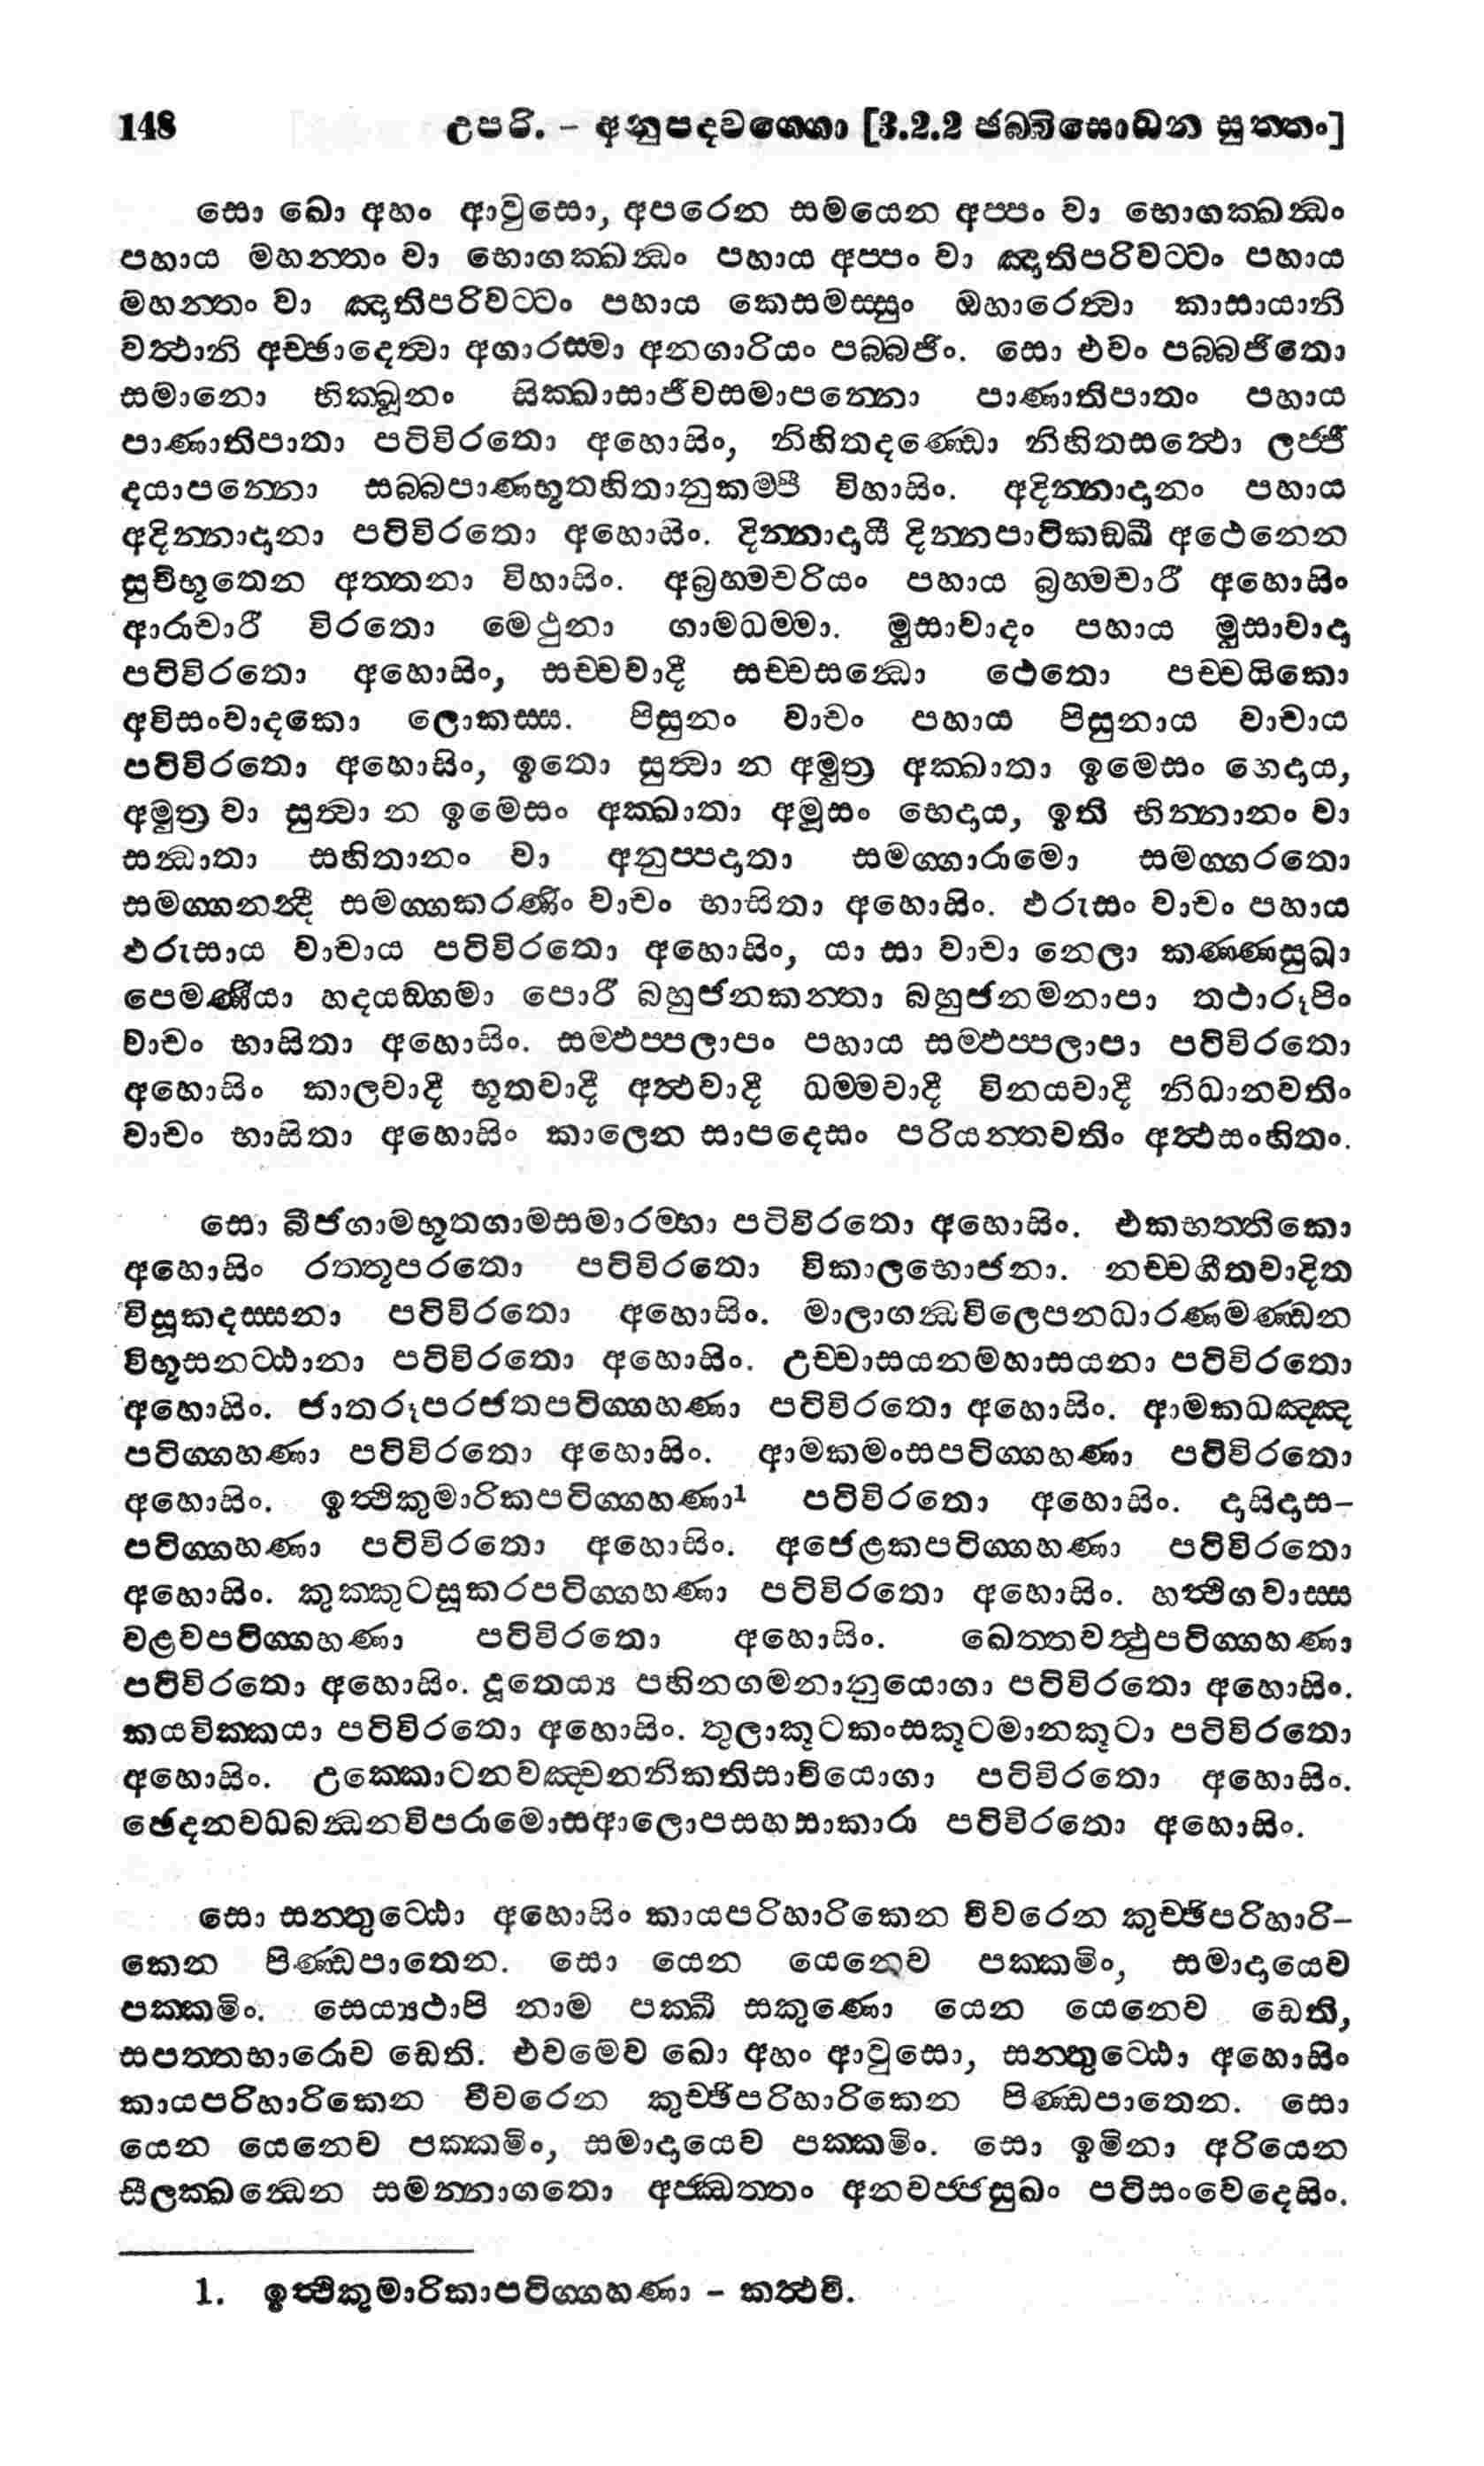 148 උපරි. – අනුපදවග්ගො [3.2.2 ඡබ්බිසොධන සුත්තං]
සො ඛො අහං ආවුසො, අපරෙන සමයෙන අප්පං වා භොගක්ඛන්ධං
පහාය මහන්තං වා භොගක්ඛන්ධං පහාය අප්පං වා ඤාතිපරිවට්ටං පහාය
මහන්තං වා ඤාතිපරිවට්ටං පහාය කෙසමස්සුං ඔහාරෙත්වා කාසායානි
වත්ථානි අච්ඡාදෙත්වා අගාරස්මා අනගාරියං පබ්බජිං. සො එවං පබ්බජිතො
සමානො භික්ඛූනං සික්ඛාසාජීවසමාපන්නො පාණාතිපාතං පහාය
පාණාතිපාතා පටිවිරතො අහොසිං, නිහිතදණ්ඩො නිහිතසත්ථො ලජ්ජී
දයාපන්නො සබ්බපාණභූතහිතානුකම්පී විහාසිං. අදින්නාදානං පහාය
අදින්නාදානා පටිවිරතො අහොසිං. දින්නාදායී දින්නපාටිකඞ්ඛී අථෙනෙන
සුචිභූතෙන අත්තනා විහාසිං. අබ්‍රහ්මචරියං පහාය බ්‍රහ්මචාරී අහොසිං
ආරාචාරී විරතො මෙථුනා ගාමධම්මා. මුසාවාදං පහාය මුසාවාදා
පටිවිරතො අහොසිං, සච්චවාදී සච්චසන්ධො ථෙතො පච්චයිකො
අවිසංවාදකො ලොකස්ස. පිසුනං වාචං පහාය පිසුනාය වාචාය
පටිවිරතො අහොසිං, ඉතො සුත්වා න අමුත්‍ර අක්ඛාතා ඉමෙසං භෙදාය,
අමුත්‍ර වා සුත්වා න ඉමෙසං අක්ඛාතා අමූසං භෙදාය, ඉති භින්නානං වා
සන්ධාතා සහිතානං වා අනුප්පදාතා සමග්ගාරාමො සමග්ගරතො
සමග්ගනන්දී සමග්ගකරණිං වාචං භාසිතා අහොසිං. ඵරුසං වාචං පහාය
ඵරුසාය වාචාය පටිවිරතො අහොසිං, යා සා වාචා නෙලා කණ්ණසුඛා
පෙමණීයා හදයඞ්ගමා පොරී බහුජනකන්තා බහුජනමනාපා තථාරූපිං
වාචං භාසිතා අහොසිං. සම්ඵප්පලාපං පහාය සම්ඵප්පලාපා පටිවිරතො
අහොසිං කාලවාදී භූතවාදී අත්ථවාදී ධම්මවාදී විනයවාදී නිධානවතිං
වාචං භාසිතා අහොසිං කාලෙන සාපදෙසං පරියන්තවතිං අත්ථසංහිතං.
සො බීජගාමභූතගාමසමාරම්භා පටිවිරතො අහොසිං. එකභත්තිකො
අහොසිං රත්තූපරතො පටිවිරතො විකාලභොජනා. නච්චගීතවාදිත
විසූකදස්සනා පටිවිරතො අහොසිං. මාලාගන්ධවිලෙපනධාරණමණ්ඩන
විභූසනට්ඨානා පටිවිරතො අහොසිං. උච්චාසයනමහාසයනා පටිවිරතො
අහොසිං. ජාතරූපරජතපටිග්ගහණා පටිවිරතො අහොසිං. ආමකධඤ්ඤ
පටිග්ගහණා පටිවිරතො අහොසිං. ආමකමංසපටිග්ගහණා පටිවිරතො
අහොසිං. ඉත්ථිකුමාරිකපටිග්ගහණා¹ පටිවිරතො අහොසිං. දාසිදාස–
පටිග්ගහණා පටිවිරතො අහොසිං. අජෙළකපටිග්ගහණා පටිවිරතො
අහොසිං. කුක්කුටසූකරපටිග්ගහණා පටිවිරතො අහොසිං. හත්ථිගවාස්ස
වළවපටිග්ගහණා පටිවිරතො අහොසිං. ඛෙත්තවත්ථුපටිග්ගහණා
පටිවිරතො අහොසිං. දූතෙය්‍ය පහිනගමනානුයොගා පටිවිරතො අහොසිං.
කයවික්කයා පටිවිරතො අහොසිං. තුලාකූටකංසකූටමානකූටා පටිවිරතො
අහොසිං. උක්කොටනවඤ්චනනිකතිසාචියොගා පටිවිරතො අහොසිං.
ඡෙදනවධබන්ධනවිපරාමොසආලොපසහසාකාරා පටිවිරතො අහොසිං.
සො සන්තුට්ඨො අහොසිං කායපරිහාරිකෙන චීවරෙන කුච්ඡිපරිහාරි–
කෙන පිණ්ඩපාතෙන. සො යෙන යෙනෙව පක්කමිං, සමාදායෙව
පක්කමිං. සෙය්‍යථාපි නාම පක්ඛී සකුණො යෙන යෙනෙව ඩෙති,
සපත්තභාරොව ඩෙති. එවමෙව ඛො අහං ආවුසො, සන්තුට්ඨො අහොසිං
කායපරිහාරිකෙන චීවරෙන කුච්ඡිපරිහාරිකෙන පිණ්ඩපාතෙන. සො
යෙන යෙනෙව පක්කමිං, සමාදායෙව පක්කමිං. සො ඉමිනා අරියෙන
සීලක්ඛන්ධෙන සමන්නාගතො අජ්ඣත්තං අනවජ්ජසුඛං පටිසංවෙදෙසිං.
1. ඉත්ථිකුමාරිකාපටිග්ගහණා – කත්ථචි.